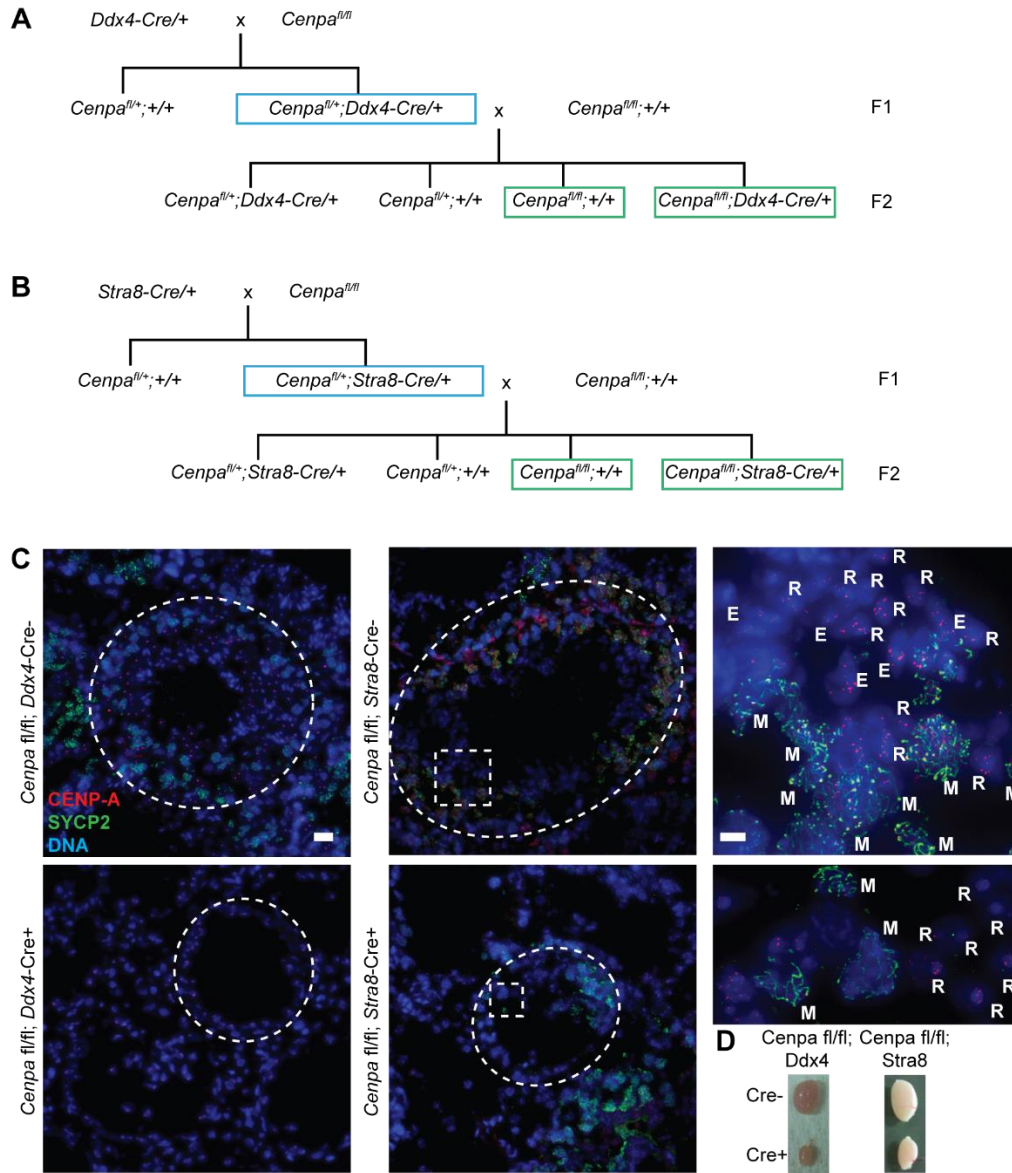 A
Ddx4-Cre/+ x Cenpa^fl/fl
Cenpa^fl/+;+/+ Cenpa^fl/+;Ddx4-Cre/+ x Cenpa^fl/fl;+/+ F1
Cenpa^fl/+;Ddx4-Cre/+ Cenpa^fl/+;+/+ Cenpa^fl/fl;+/+ Cenpa^fl/fl;Ddx4-Cre/+ F2
B
Stra8-Cre/+ x Cenpa^fl/fl
Cenpa^fl/+;+/+ Cenpa^fl/+;Stra8-Cre/+ x Cenpa^fl/fl;+/+ F1
Cenpa^fl/+;Stra8-Cre/+ Cenpa^fl/+;+/+ Cenpa^fl/fl;+/+ Cenpa^fl/fl;Stra8-Cre/+ F2
C
Cenpa fl/fl; Ddx4-Cre-
CENP-A
SYCP2
DNA
Cenpa fl/fl; Stra8-Cre-
R
R R R R
E R E R
E
R
M
M R M
M M
M M
Cenpa fl/fl; Ddx4-Cre+
Cenpa fl/fl; Stra8-Cre+
M R
M R R
R
R R
M
D
Cenpa fl/fl; Cenpa fl/fl;
Ddx4 Stra8
Cre-
Cre+